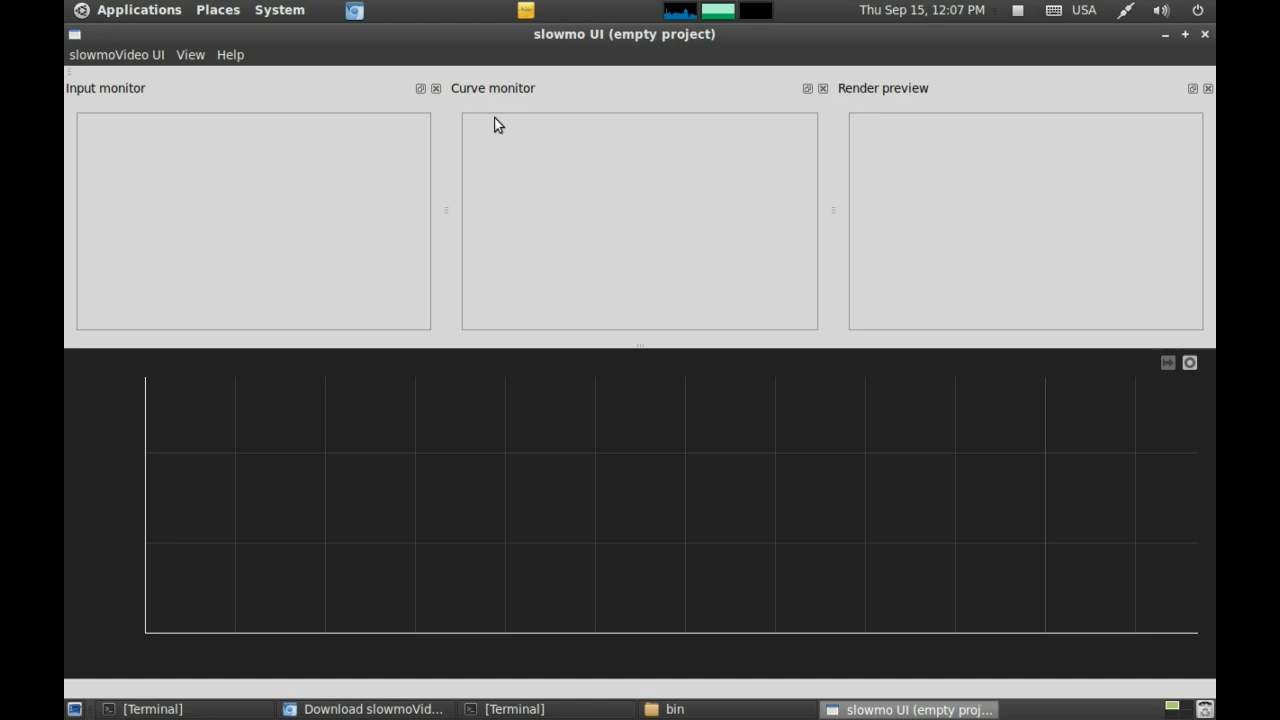 Applications Places System Thu Sep 15, 12:07 PM USA
slowmo UI (empty project)
slowmoVideo UI View Help
Input monitor Curve monitor Render preview
[Terminal] Download slowmoVid... [Terminal] bin slowmo UI (empty proj...